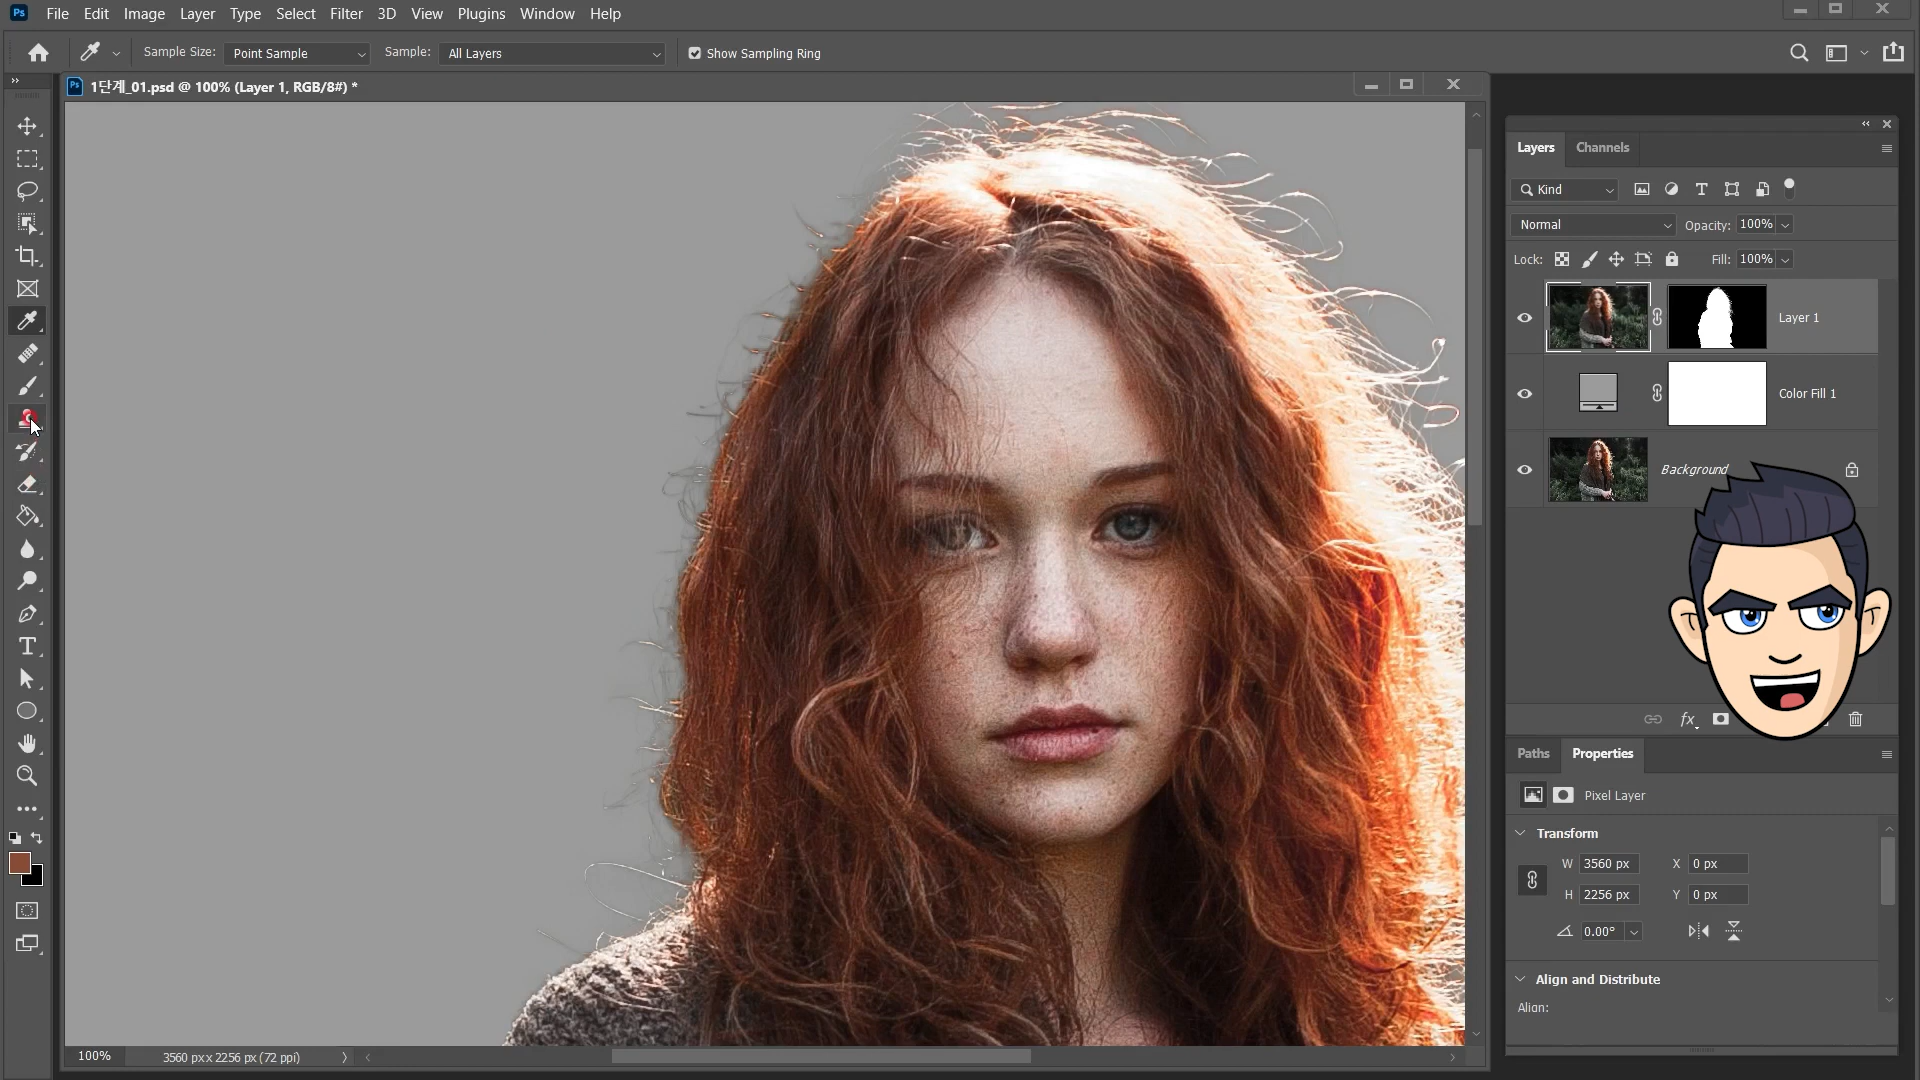 Ps File Edit Image Layer Type Select Filter 3D View Plugins Window Help
Sample Size: Point Sample Sample: All Layers Show Sampling Ring
Ps 1단계_01.psd @ 100% (Layer 1, RGB/8#) *
Layers Channels
Kind
Normal Opacity: 100%
Lock: Fill: 100%
Layer 1
Color Fill 1
Background
fx
Paths Properties
Pixel Layer
Transform
W 3560 px X 0 px
H 2256 px Y 0 px
0.00°
Align and Distribute
Align:
100% 3560 px x 2256 px (72 ppi)